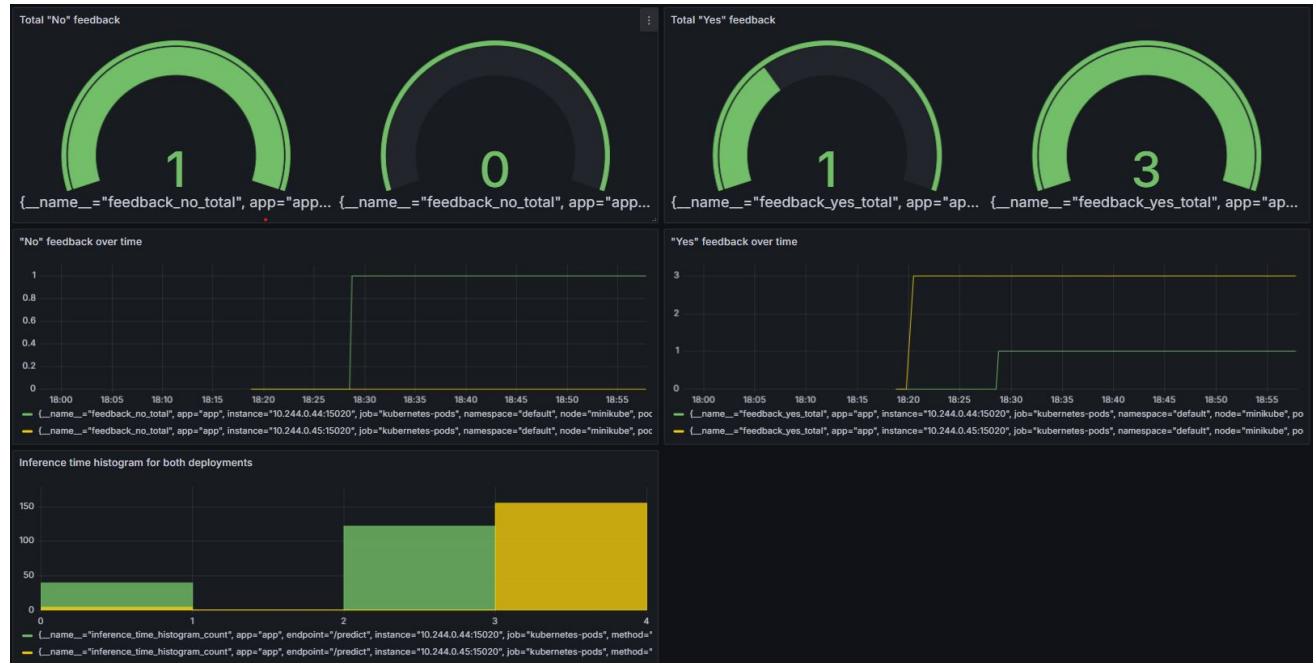 Total "No" feedback
1
0
{__name__="feedback_no_total", app="app...
{__name__="feedback_no_total", app="app...
Total "Yes" feedback
1
3
{__name__="feedback_yes_total", app="ap...
{__name__="feedback_yes_total", app="ap...
"No" feedback over time
1
0.8
0.6
0.4
0.2
0
18:00 18:05 18:10 18:15 18:20 18:25 18:30 18:35 18:40 18:45 18:50 18:55
{__name__="feedback_no_total", app="app", instance="10.244.0.44:15020", job="kubernetes-pods", namespace="default", node="minikube", poc
{__name__="feedback_no_total", app="app", instance="10.244.0.45:15020", job="kubernetes-pods", namespace="default", node="minikube", poc
"Yes" feedback over time
3
2
1
0
18:00 18:05 18:10 18:15 18:20 18:25 18:30 18:35 18:40 18:45 18:50 18:55
{__name__="feedback_yes_total", app="app", instance="10.244.0.44:15020", job="kubernetes-pods", namespace="default", node="minikube", po
{__name__="feedback_yes_total", app="app", instance="10.244.0.45:15020", job="kubernetes-pods", namespace="default", node="minikube", po
Inference time histogram for both deployments
150
100
50
0
0 1 2 3 4
{__name__="inference_time_histogram_count", app="app", endpoint="/predict", instance="10.244.0.44:15020", job="kubernetes-pods", method="
{__name__="inference_time_histogram_count", app="app", endpoint="/predict", instance="10.244.0.45:15020", job="kubernetes-pods", method="